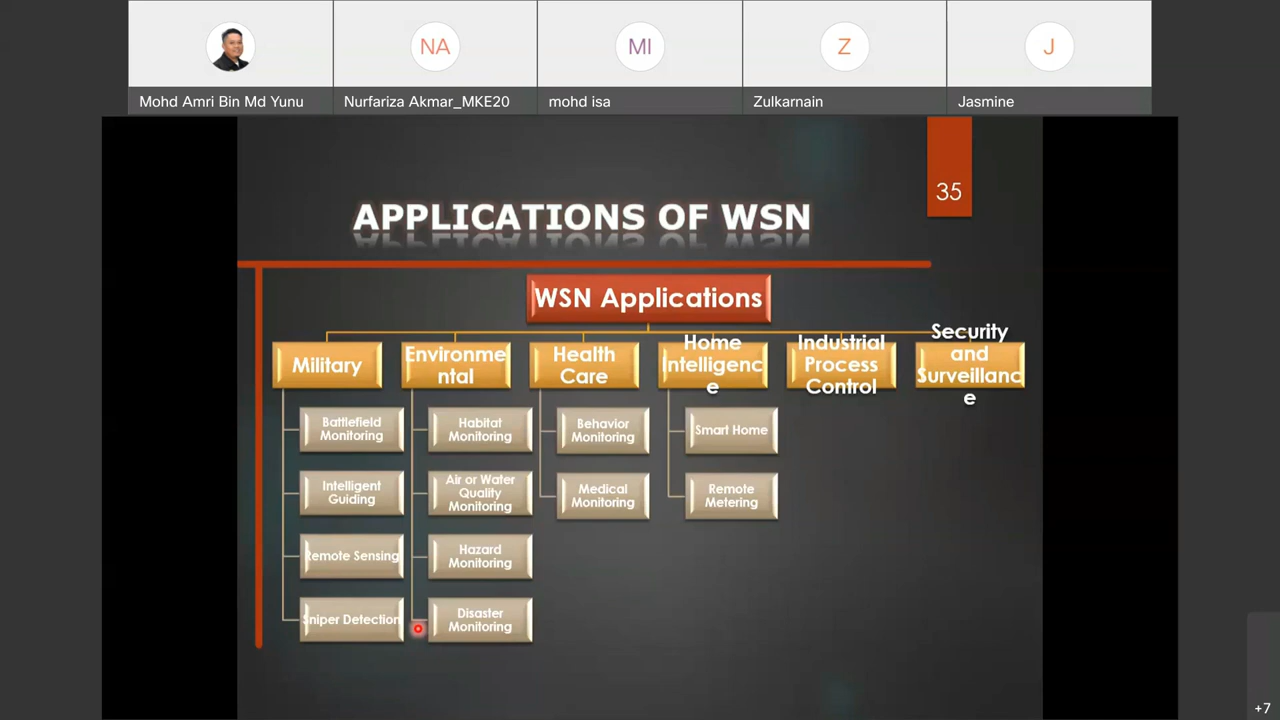 NA
MI
Z
J
Mohd Amri Bin Md Yunu
Nurfariza Akmar_MKE20
mohd isa
Zulkarnain
Jasmine
35
APPLICATIONS OF WSN
WSN Applications
Military
Environme
ntal
Health
Care
Home
Intelligenc
e
Industrial
Process
Control
Security
and
Surveillanc
e
Battlefield
Monitoring
Intelligent
Guiding
Remote Sensing
Sniper Detection
Habitat
Monitoring
Air or Water
Quality
Monitoring
Hazard
Monitoring
Disaster
Monitoring
Behavior
Monitoring
Medical
Monitoring
Smart Home
Remote
Metering
+7